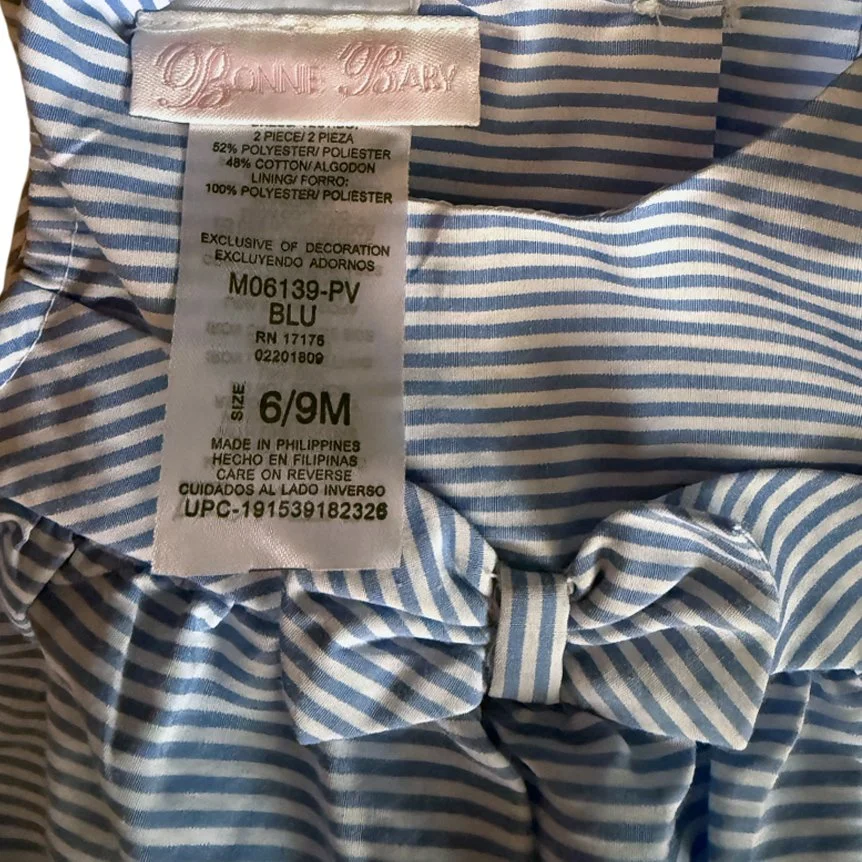 BONNIE BABY
2 PIECE/ 2 PIEZA
52% POLYESTER/ POLIESTER
48% COTTON/ ALGODON
LINING/ FORRO:
100% POLYESTER/ POLIESTER
EXCLUSIVE OF DECORATION
EXCLUYENDO ADORNOS
M06139-PV
BLU
RN 17176
02201809
SIZE 6/9M
MADE IN PHILIPPINES
HECHO EN FILIPINAS
CARE ON REVERSE
CUIDADOS AL LADO INVERSO
UPC-191539182326